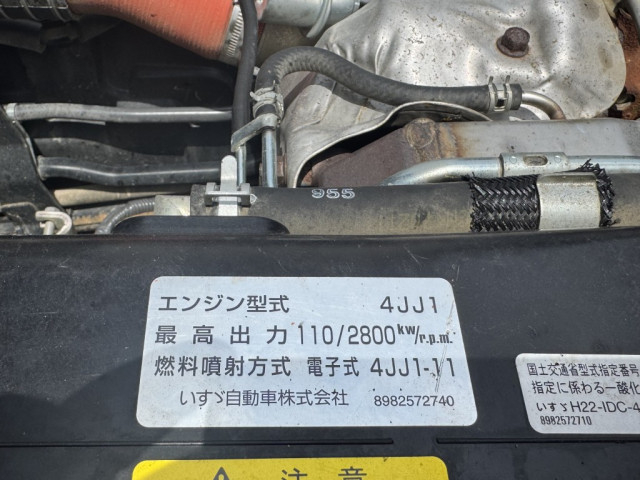 955
エンジン型式 4JJ1
最高出力 110/2800kw/r.p.m.
燃料噴射方式 電子式 4JJ1-J1
いすゞ自動車株式会社 8982572740
国土交通省型式指定番号
指定に係わる一酸化
いすゞH22-IDC-4
8982572710
注意